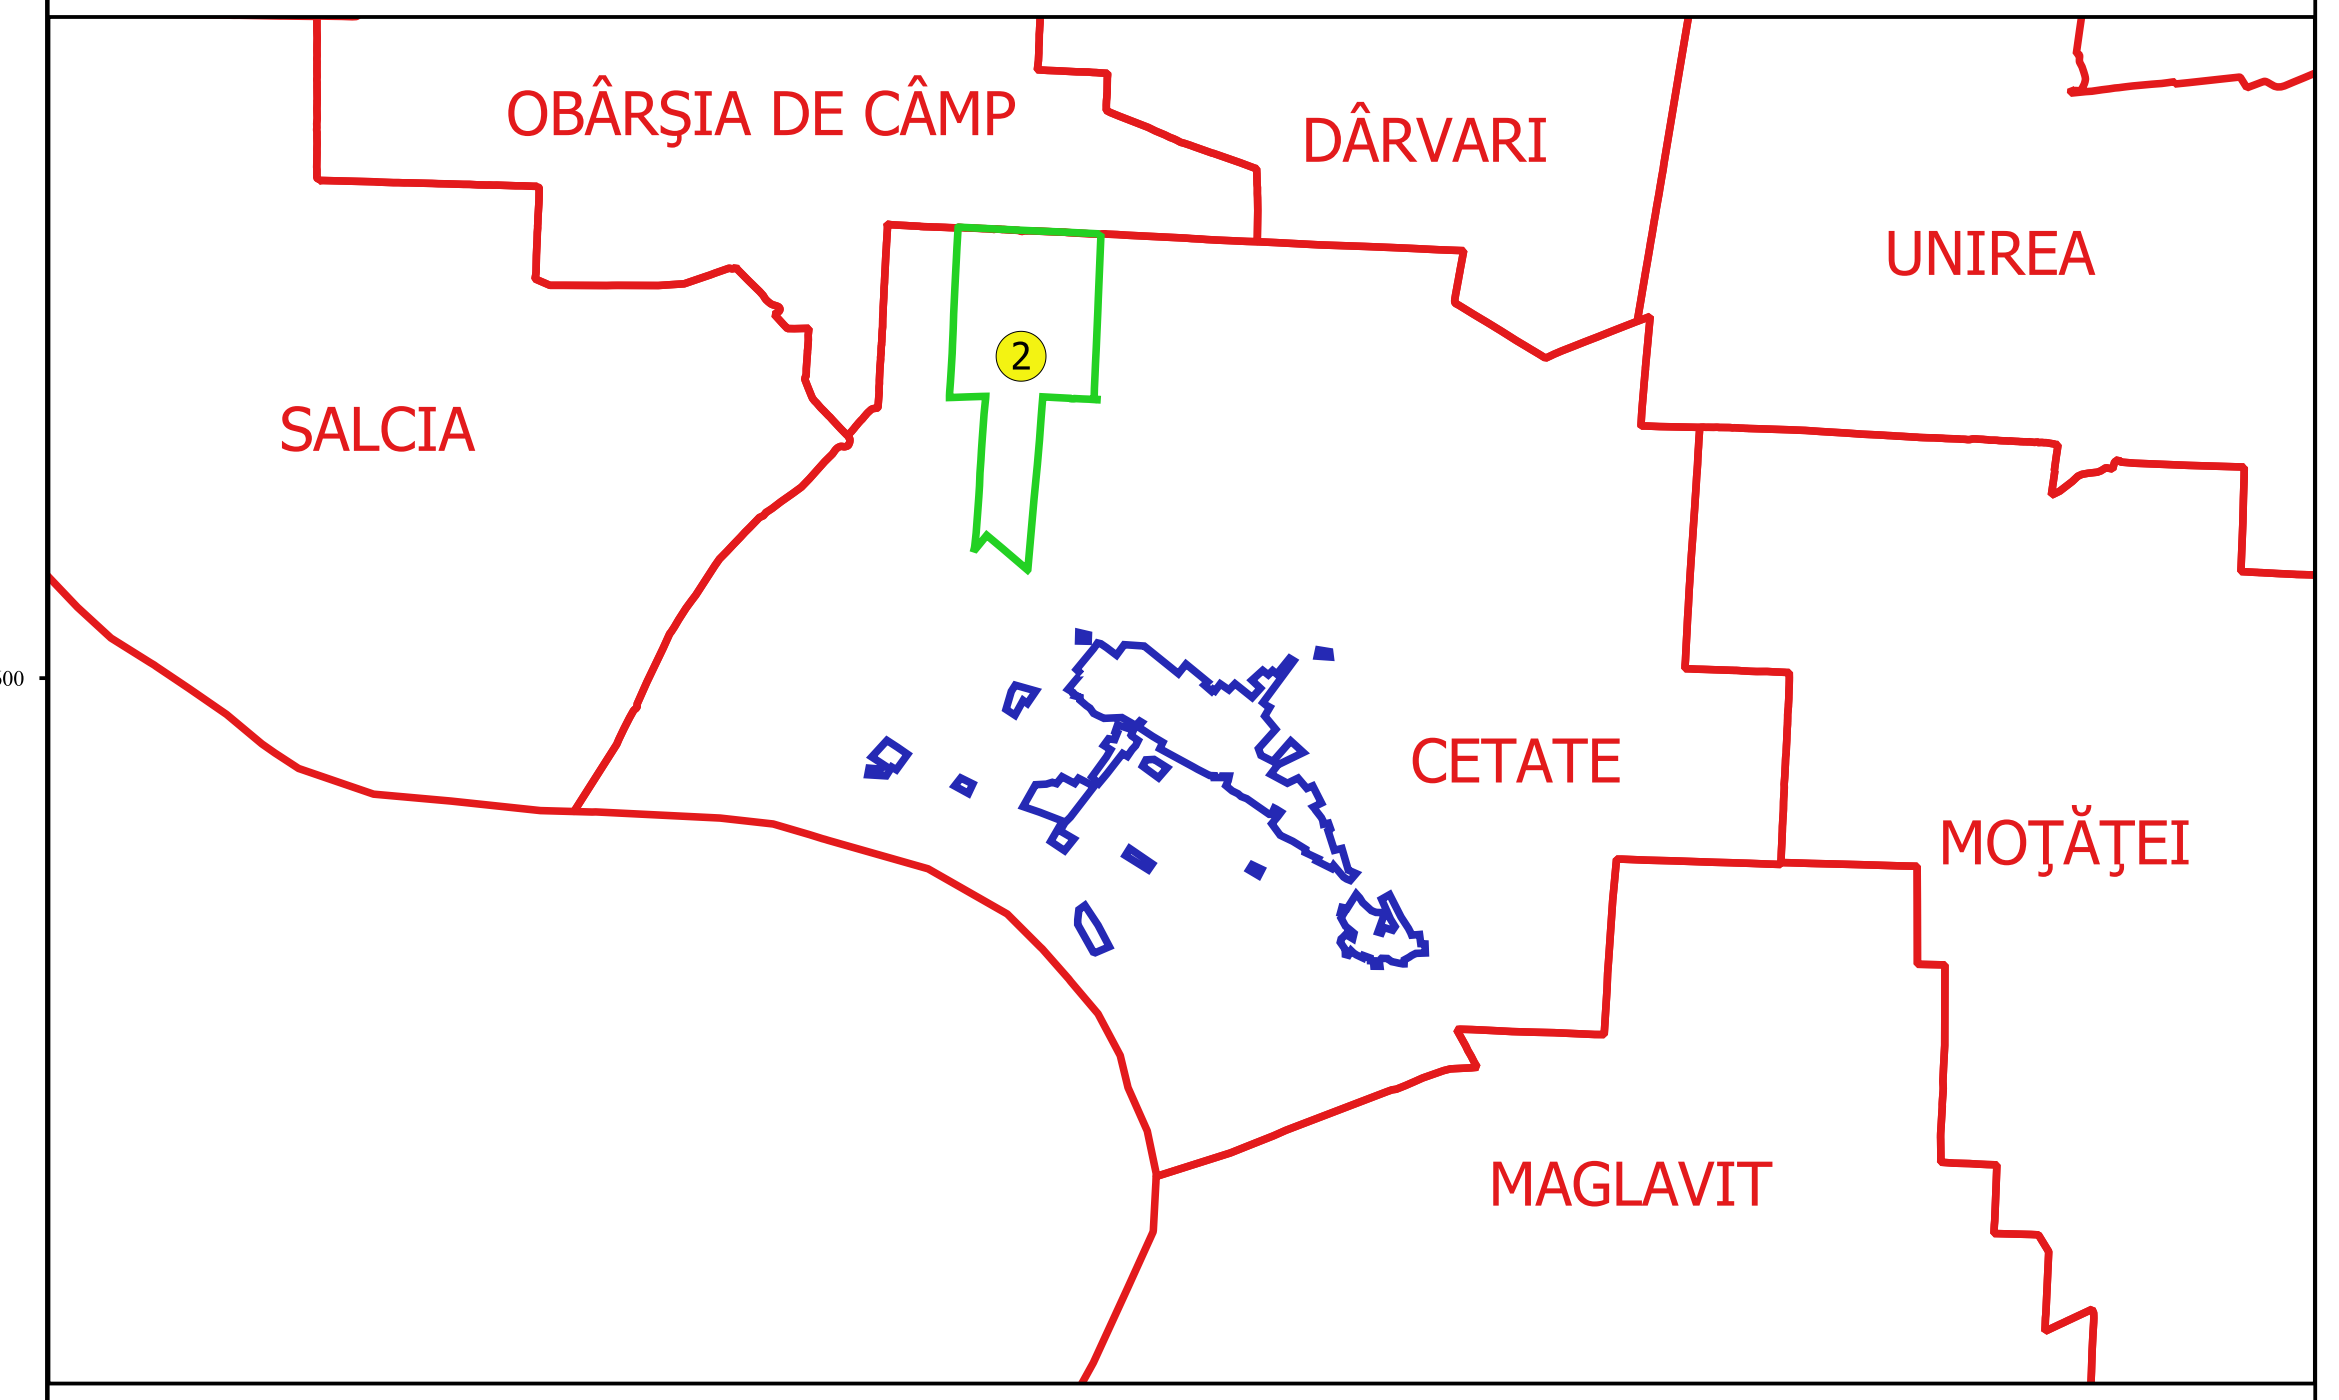 OBÂRŞIA DE CÂMP
DÂRVARI
UNIREA
2
SALCIA
CETATE
MOŢĂŢEI
MAGLAVIT